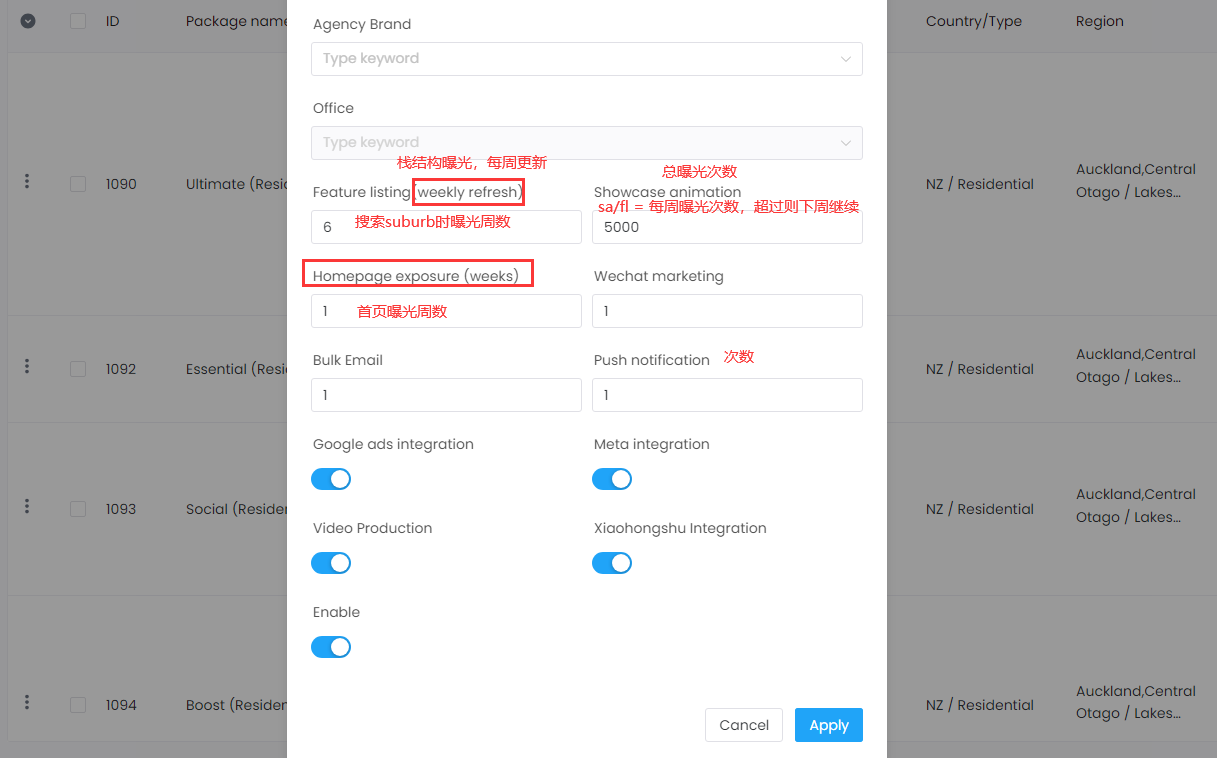 ID Package name Country/Type Region
Agency Brand
Type keyword
Office
Type keyword
栈结构曝光，每周更新
总曝光次数
Feature listing (weekly refresh) Showcase animation
sa/fl = 每周曝光次数，超过则下周继续
6 搜索suburb时曝光周数 5000
Homepage exposure (weeks) Wechat marketing
1 首页曝光周数 1
Bulk Email Push notification 次数
1 1
Google ads integration Meta integration
Video Production Xiaohongshu Integration
Enable
Cancel Apply
1090 Ultimate (Resid NZ / Residential Auckland,Central
Otago / Lakes...
1092 Essential (Resi NZ / Residential Auckland,Central
Otago / Lakes...
1093 Social (Residen NZ / Residential Auckland,Central
Otago / Lakes...
1094 Boost (Residen NZ / Residential Auckland,Central
Otago / Lakes...